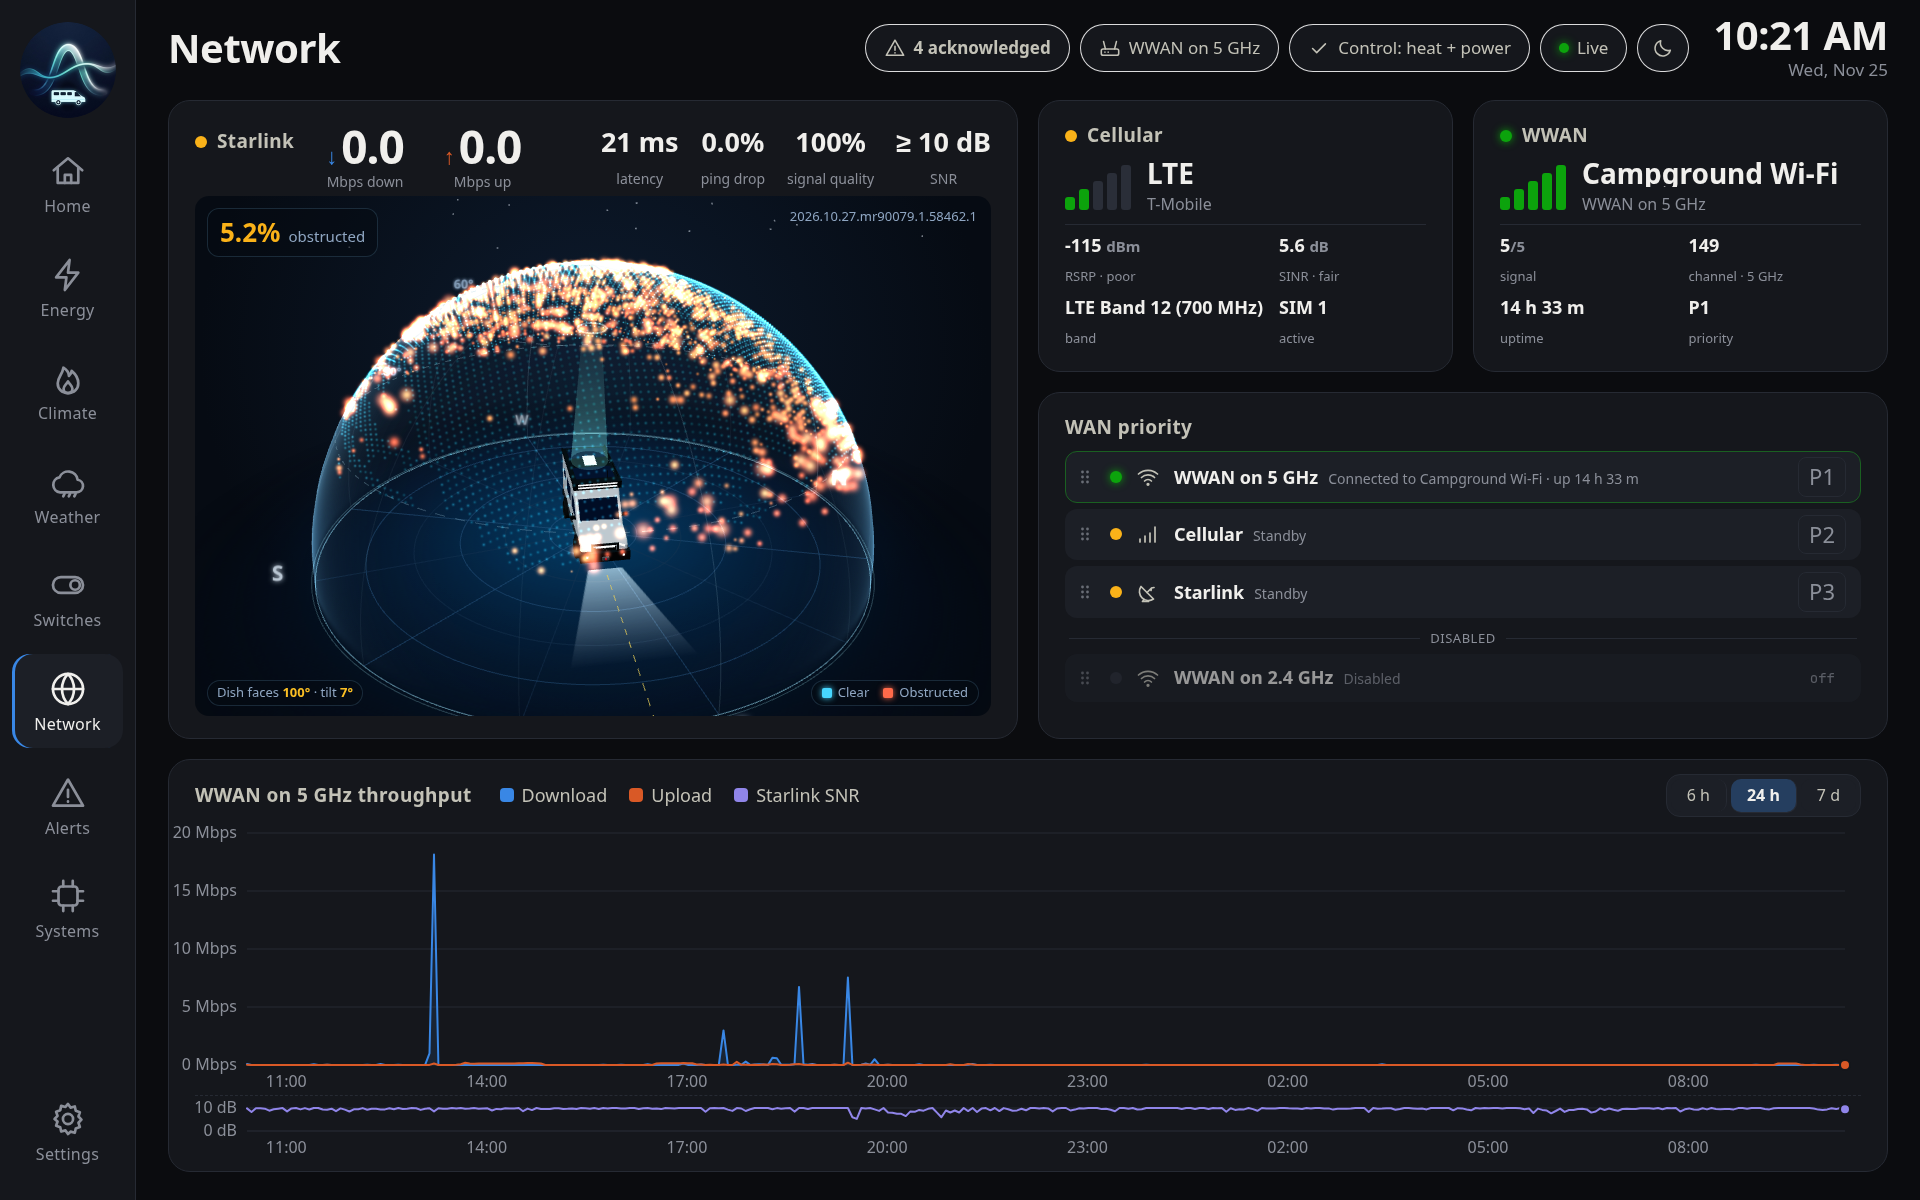 Network
4 acknowledged
WWAN on 5 GHz
Control: heat + power
Live
10:21 AM
Wed, Nov 25
Home
Energy
Climate
Weather
Switches
Network
Alerts
Systems
Settings
Starlink
↓ 0.0
Mbps down
↑ 0.0
Mbps up
21 ms
latency
0.0%
ping drop
100%
signal quality
≥ 10 dB
SNR
5.2% obstructed
2026.10.27.mr90079.1.58462.1
60°
W
S
Dish faces 100° · tilt 7°
Clear
Obstructed
Cellular
LTE
T-Mobile
-115 dBm
RSRP · poor
5.6 dB
SINR · fair
LTE Band 12 (700 MHz)
band
SIM 1
active
WWAN
Campground Wi-Fi
WWAN on 5 GHz
5/5
signal
149
channel · 5 GHz
14 h 33 m
uptime
P1
priority
WAN priority
WWAN on 5 GHz Connected to Campground Wi-Fi · up 14 h 33 m P1
Cellular Standby P2
Starlink Standby P3
DISABLED
WWAN on 2.4 GHz Disabled off
WWAN on 5 GHz throughput
Download
Upload
Starlink SNR
6 h
24 h
7 d
20 Mbps
15 Mbps
10 Mbps
5 Mbps
0 Mbps
11:00 14:00 17:00 20:00 23:00 02:00 05:00 08:00
10 dB
0 dB
11:00 14:00 17:00 20:00 23:00 02:00 05:00 08:00